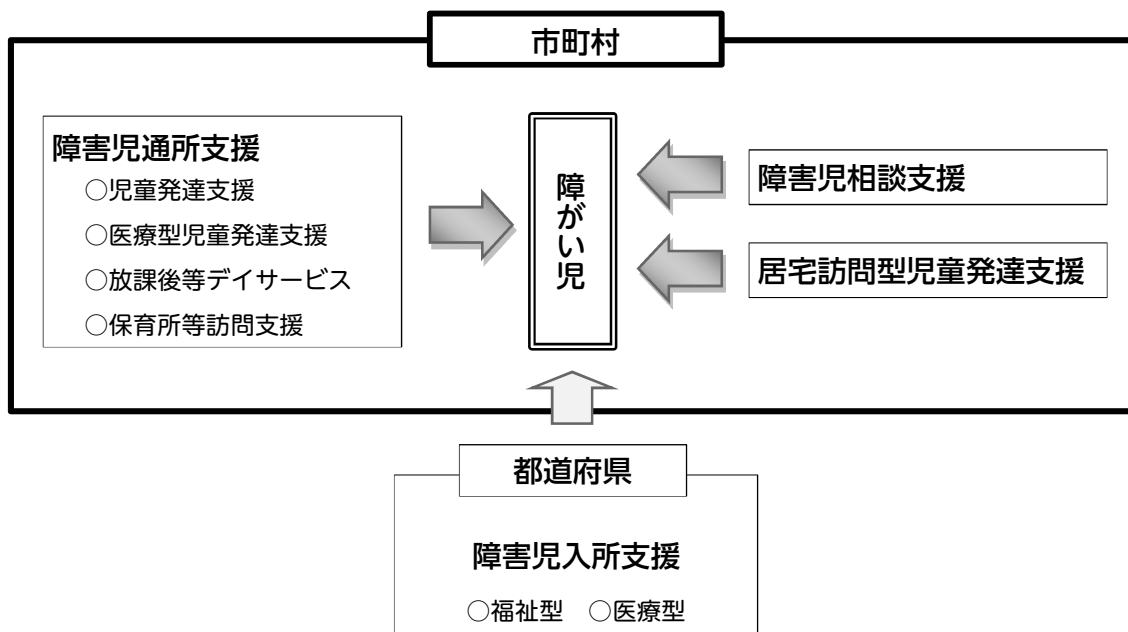 市町村
障害児通所支援
○児童発達支援
○医療型児童発達支援
○放課後等デイサービス
○保育所等訪問支援
障がい児
障害児相談支援
居宅訪問型児童発達支援
都道府県
障害児入所支援
○福祉型 ○医療型